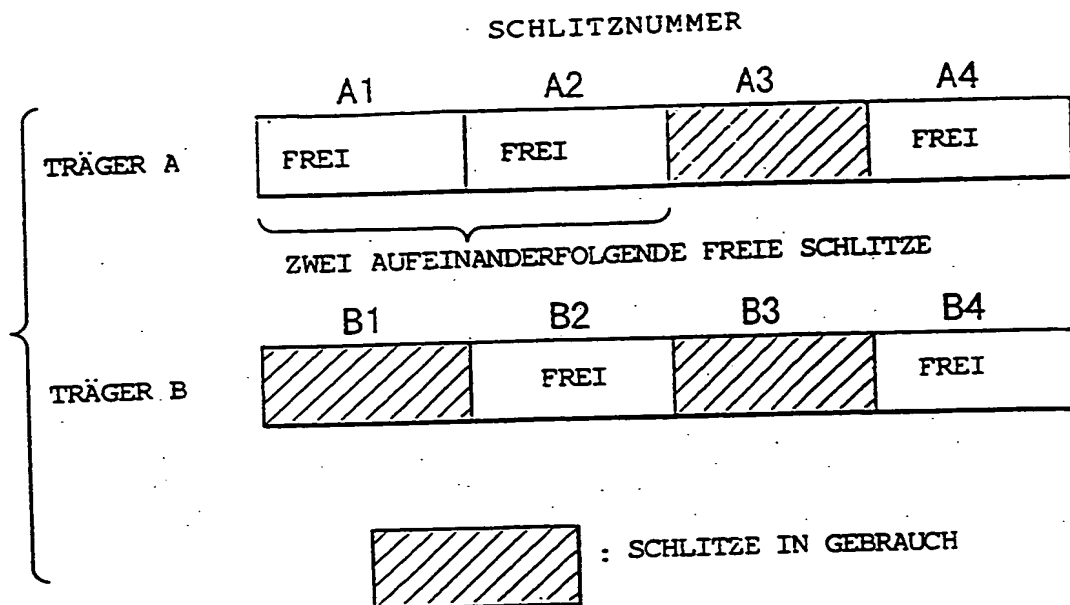 SCHLITZNUMMER
A1 A2 A3 A4
TRÄGER A FREI FREI FREI
ZWEI AUFEINANDERFOLGENDE FREIE SCHLITZE
B1 B2 B3 B4
TRÄGER B FREI FREI
: SCHLITZE IN GEBRAUCH